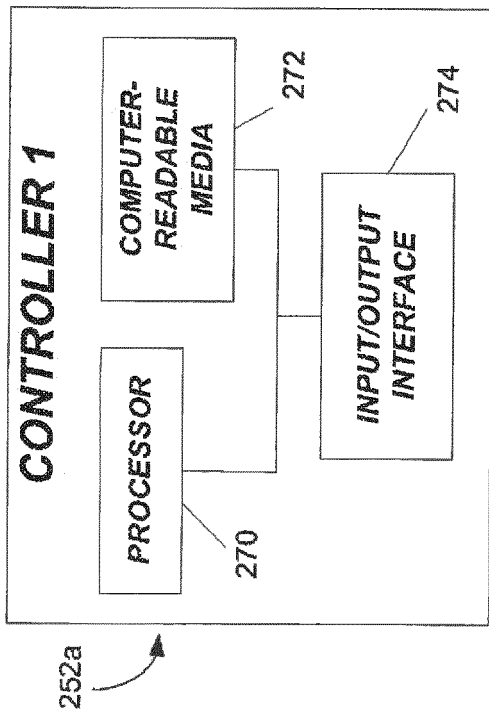 CONTROLLER 1
PROCESSOR
270
COMPUTER-
READABLE
MEDIA
272
INPUT/OUTPUT
INTERFACE
274
252a